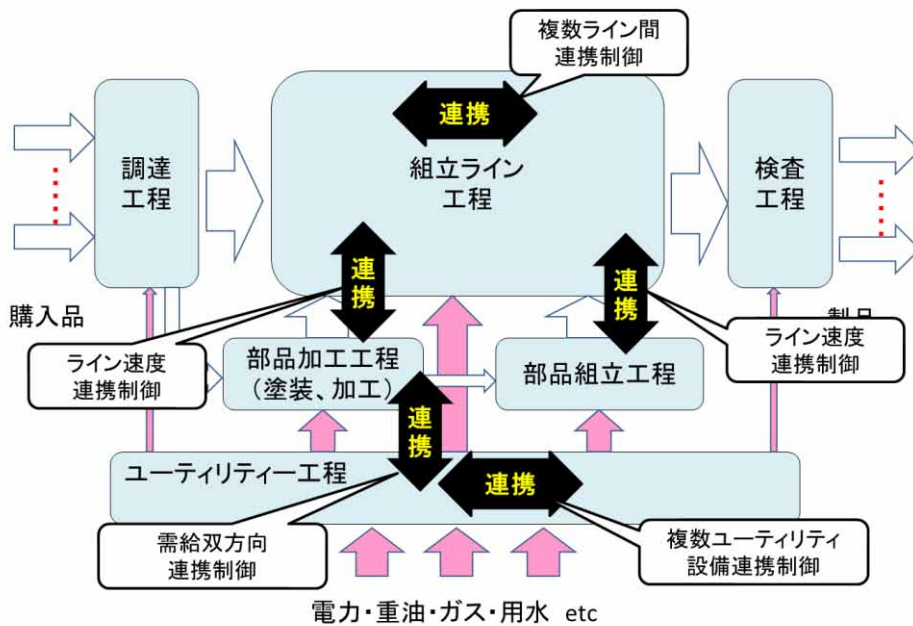 複数ライン間
連携制御
連携
調達
工程
組立ライン
工程
検査
工程
連携
連携
購入品
製品
ライン速度
連携制御
部品加工工程
(塗装、加工)
部品組立工程
ライン速度
連携制御
連携
ユーティリティー工程
連携
需給双方向
連携制御
複数ユーティリティ
設備連携制御
電力・重油・ガス・用水 etc